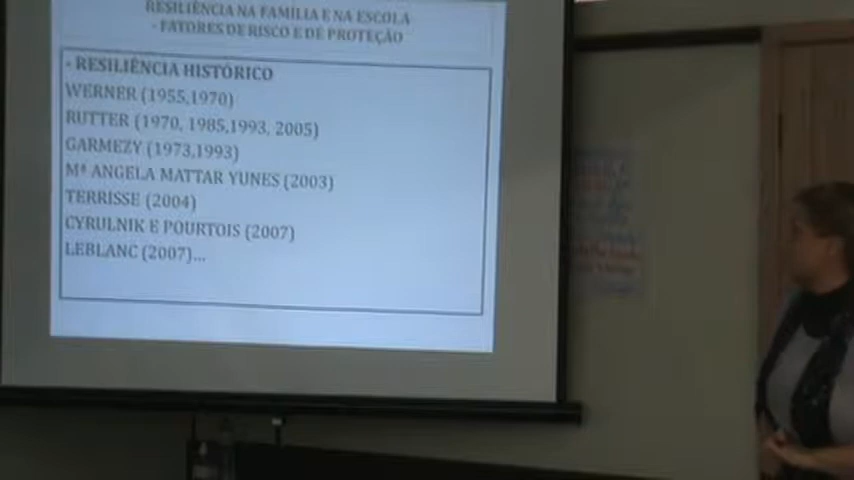 RESILIÊNCIA NA FAMÍLIA E NA ESCOLA
- FATORES DE RISCO E DE PROTEÇÃO
- RESILIÊNCIA HISTÓRICO
WERNER (1955,1970)
RUTTER (1970, 1985,1993, 2005)
GARMEZY (1973,1993)
Mª ANGELA MATTAR YUNES (2003)
TERRISSE (2004)
CYRULNIK E POURTOIS (2007)
LEBLANC (2007)...